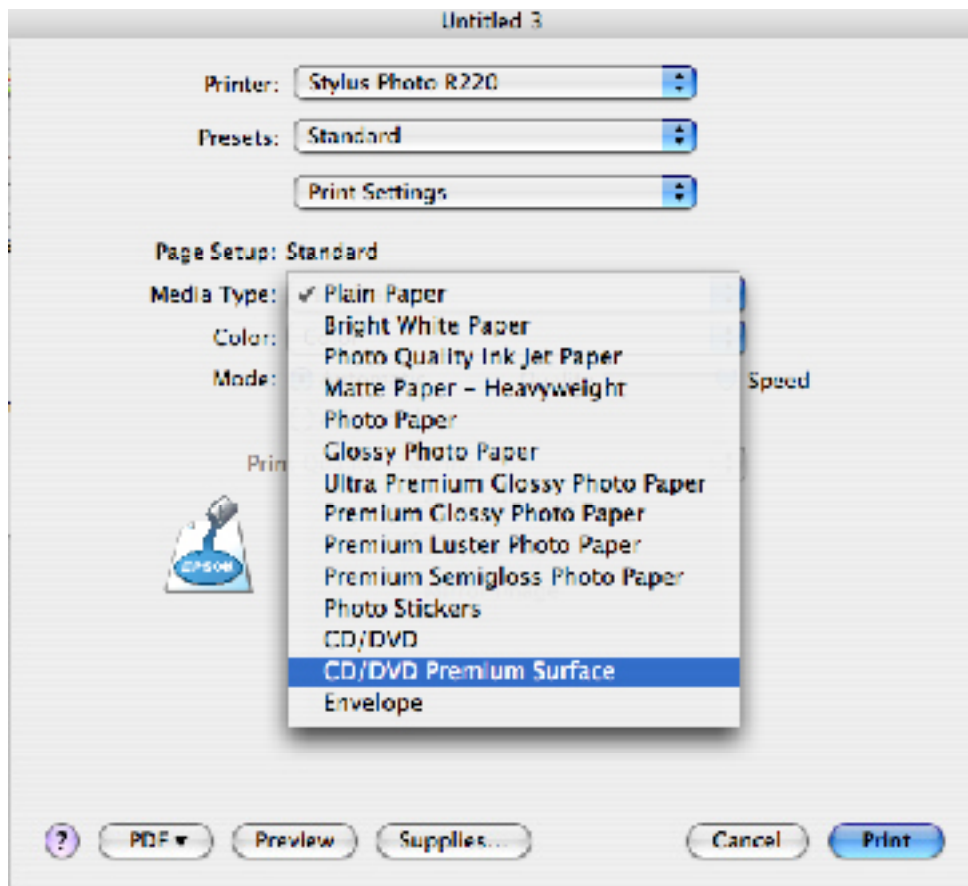 Untitled 3
Printer: Stylus Photo R220
Presets: Standard
Print Settings
Page Setup: Standard
Media Type: ✓ Plain Paper
Bright White Paper
Color:
Photo Quality Ink Jet Paper
Mode: Speed
Matte Paper – Heavyweight
Photo Paper
Glossy Photo Paper
Prin
Ultra Premium Glossy Photo Paper
Premium Glossy Photo Paper
Premium Luster Photo Paper
EPSON
Premium Semigloss Photo Paper
Photo Stickers
CD/DVD
CD/DVD Premium Surface
Envelope
? PDF ▾ Preview Supplies... Cancel Print